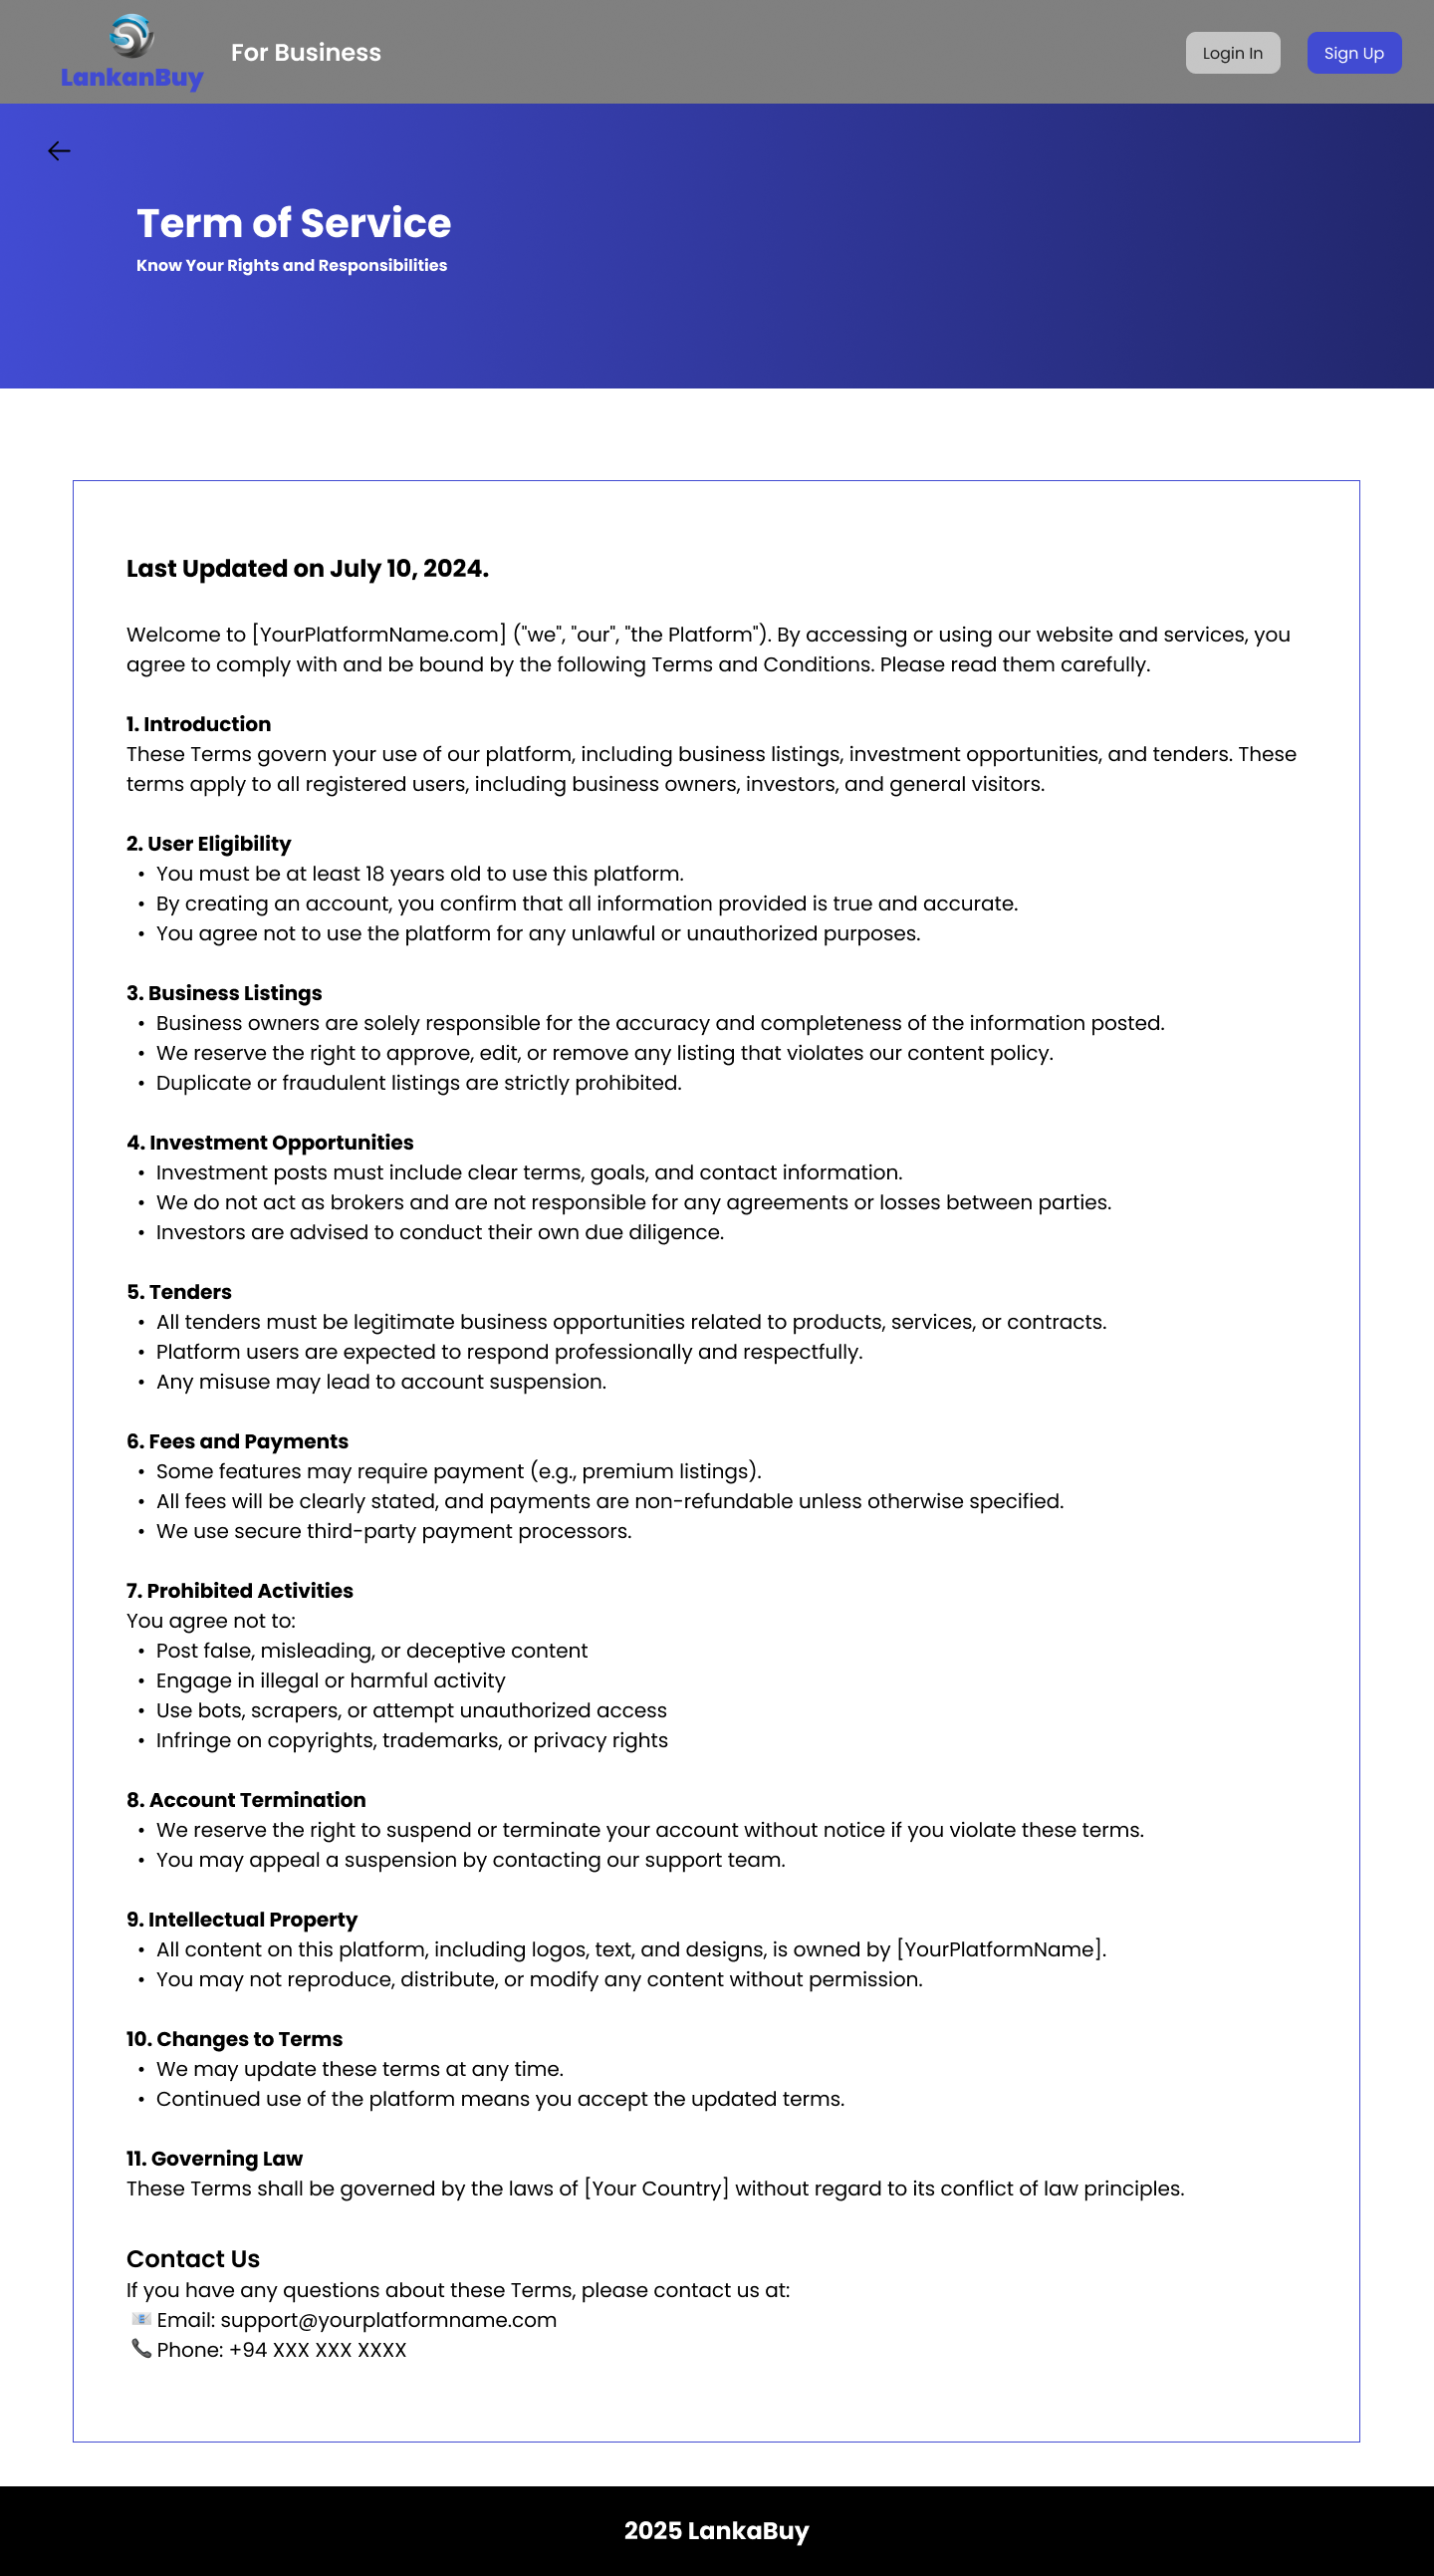 LankanBuy
For Business
Login In
Sign Up
Term of Service
Know Your Rights and Responsibilities
Last Updated on July 10, 2024.
Welcome to [YourPlatformName.com] ("we", "our", "the Platform"). By accessing or using our website and services, you
agree to comply with and be bound by the following Terms and Conditions. Please read them carefully.
1. Introduction
These Terms govern your use of our platform, including business listings, investment opportunities, and tenders. These
terms apply to all registered users, including business owners, investors, and general visitors.
2. User Eligibility
• You must be at least 18 years old to use this platform.
• By creating an account, you confirm that all information provided is true and accurate.
• You agree not to use the platform for any unlawful or unauthorized purposes.
3. Business Listings
• Business owners are solely responsible for the accuracy and completeness of the information posted.
• We reserve the right to approve, edit, or remove any listing that violates our content policy.
• Duplicate or fraudulent listings are strictly prohibited.
4. Investment Opportunities
• Investment posts must include clear terms, goals, and contact information.
• We do not act as brokers and are not responsible for any agreements or losses between parties.
• Investors are advised to conduct their own due diligence.
5. Tenders
• All tenders must be legitimate business opportunities related to products, services, or contracts.
• Platform users are expected to respond professionally and respectfully.
• Any misuse may lead to account suspension.
6. Fees and Payments
• Some features may require payment (e.g., premium listings).
• All fees will be clearly stated, and payments are non-refundable unless otherwise specified.
• We use secure third-party payment processors.
7. Prohibited Activities
You agree not to:
• Post false, misleading, or deceptive content
• Engage in illegal or harmful activity
• Use bots, scrapers, or attempt unauthorized access
• Infringe on copyrights, trademarks, or privacy rights
8. Account Termination
• We reserve the right to suspend or terminate your account without notice if you violate these terms.
• You may appeal a suspension by contacting our support team.
9. Intellectual Property
• All content on this platform, including logos, text, and designs, is owned by [YourPlatformName].
• You may not reproduce, distribute, or modify any content without permission.
10. Changes to Terms
• We may update these terms at any time.
• Continued use of the platform means you accept the updated terms.
11. Governing Law
These Terms shall be governed by the laws of [Your Country] without regard to its conflict of law principles.
Contact Us
If you have any questions about these Terms, please contact us at:
📧 Email: support@yourplatformname.com
📞 Phone: +94 XXX XXX XXXX
2025 LankaBuy